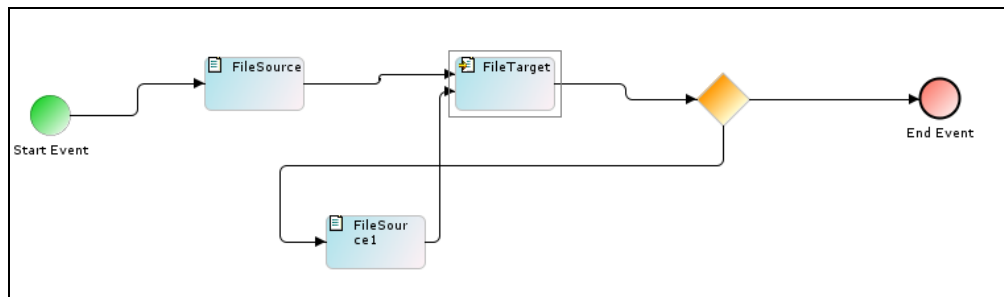 FileSource
FileTarget
Start Event
End Event
FileSour
ce1